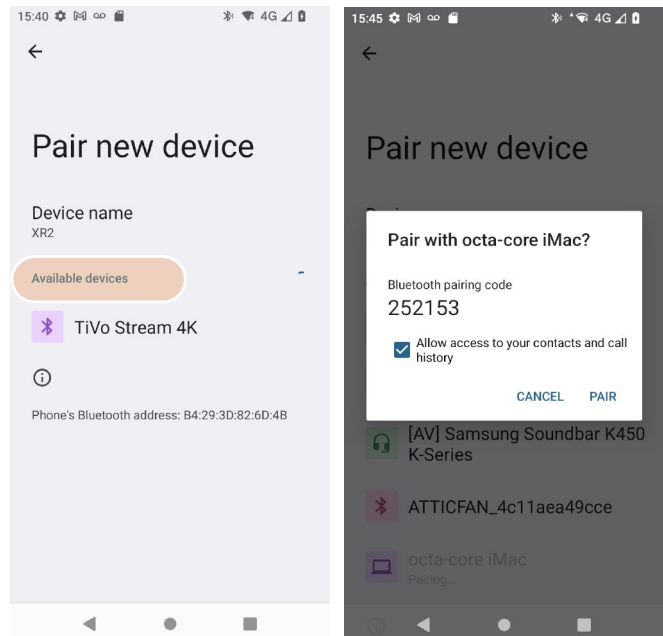 15:40
4G
Pair new device
Device name
XR2
Available devices
TiVo Stream 4K
Phone's Bluetooth address: B4:29:3D:82:6D:4B
15:45
4G
Pair new device
Pair with octa-core iMac?
Bluetooth pairing code
252153
Allow access to your contacts and call
history
CANCEL PAIR
[AV] Samsung Soundbar K450
K-Series
ATTICFAN_4c11aea49cce
octa-core iMac
Pairing...